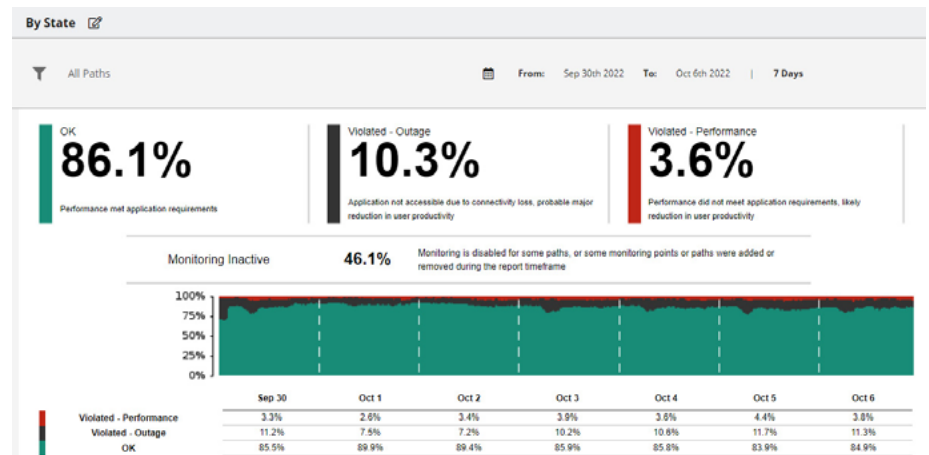 By State
All Paths
From: Sep 30th 2022 To: Oct 6th 2022 | 7 Days
OK
86.1%
Performance met application requirements
Violated - Outage
10.3%
Application not accessible due to connectivity loss, probable major
reduction in user productivity
Violated - Performance
3.6%
Performance did not meet application requirements, likely
reduction in user productivity
Monitoring Inactive 46.1% Monitoring is disabled for some paths, or some monitoring points or paths were added or
removed during the report timeframe
100%
75%
50%
25%
0%
Sep 30 Oct 1 Oct 2 Oct 3 Oct 4 Oct 5 Oct 6
Violated - Performance 3.3% 2.6% 3.4% 3.9% 3.6% 4.4% 3.8%
Violated - Outage 11.2% 7.5% 7.2% 10.2% 10.6% 11.7% 11.3%
OK 85.5% 89.9% 89.4% 85.9% 85.8% 83.9% 84.9%